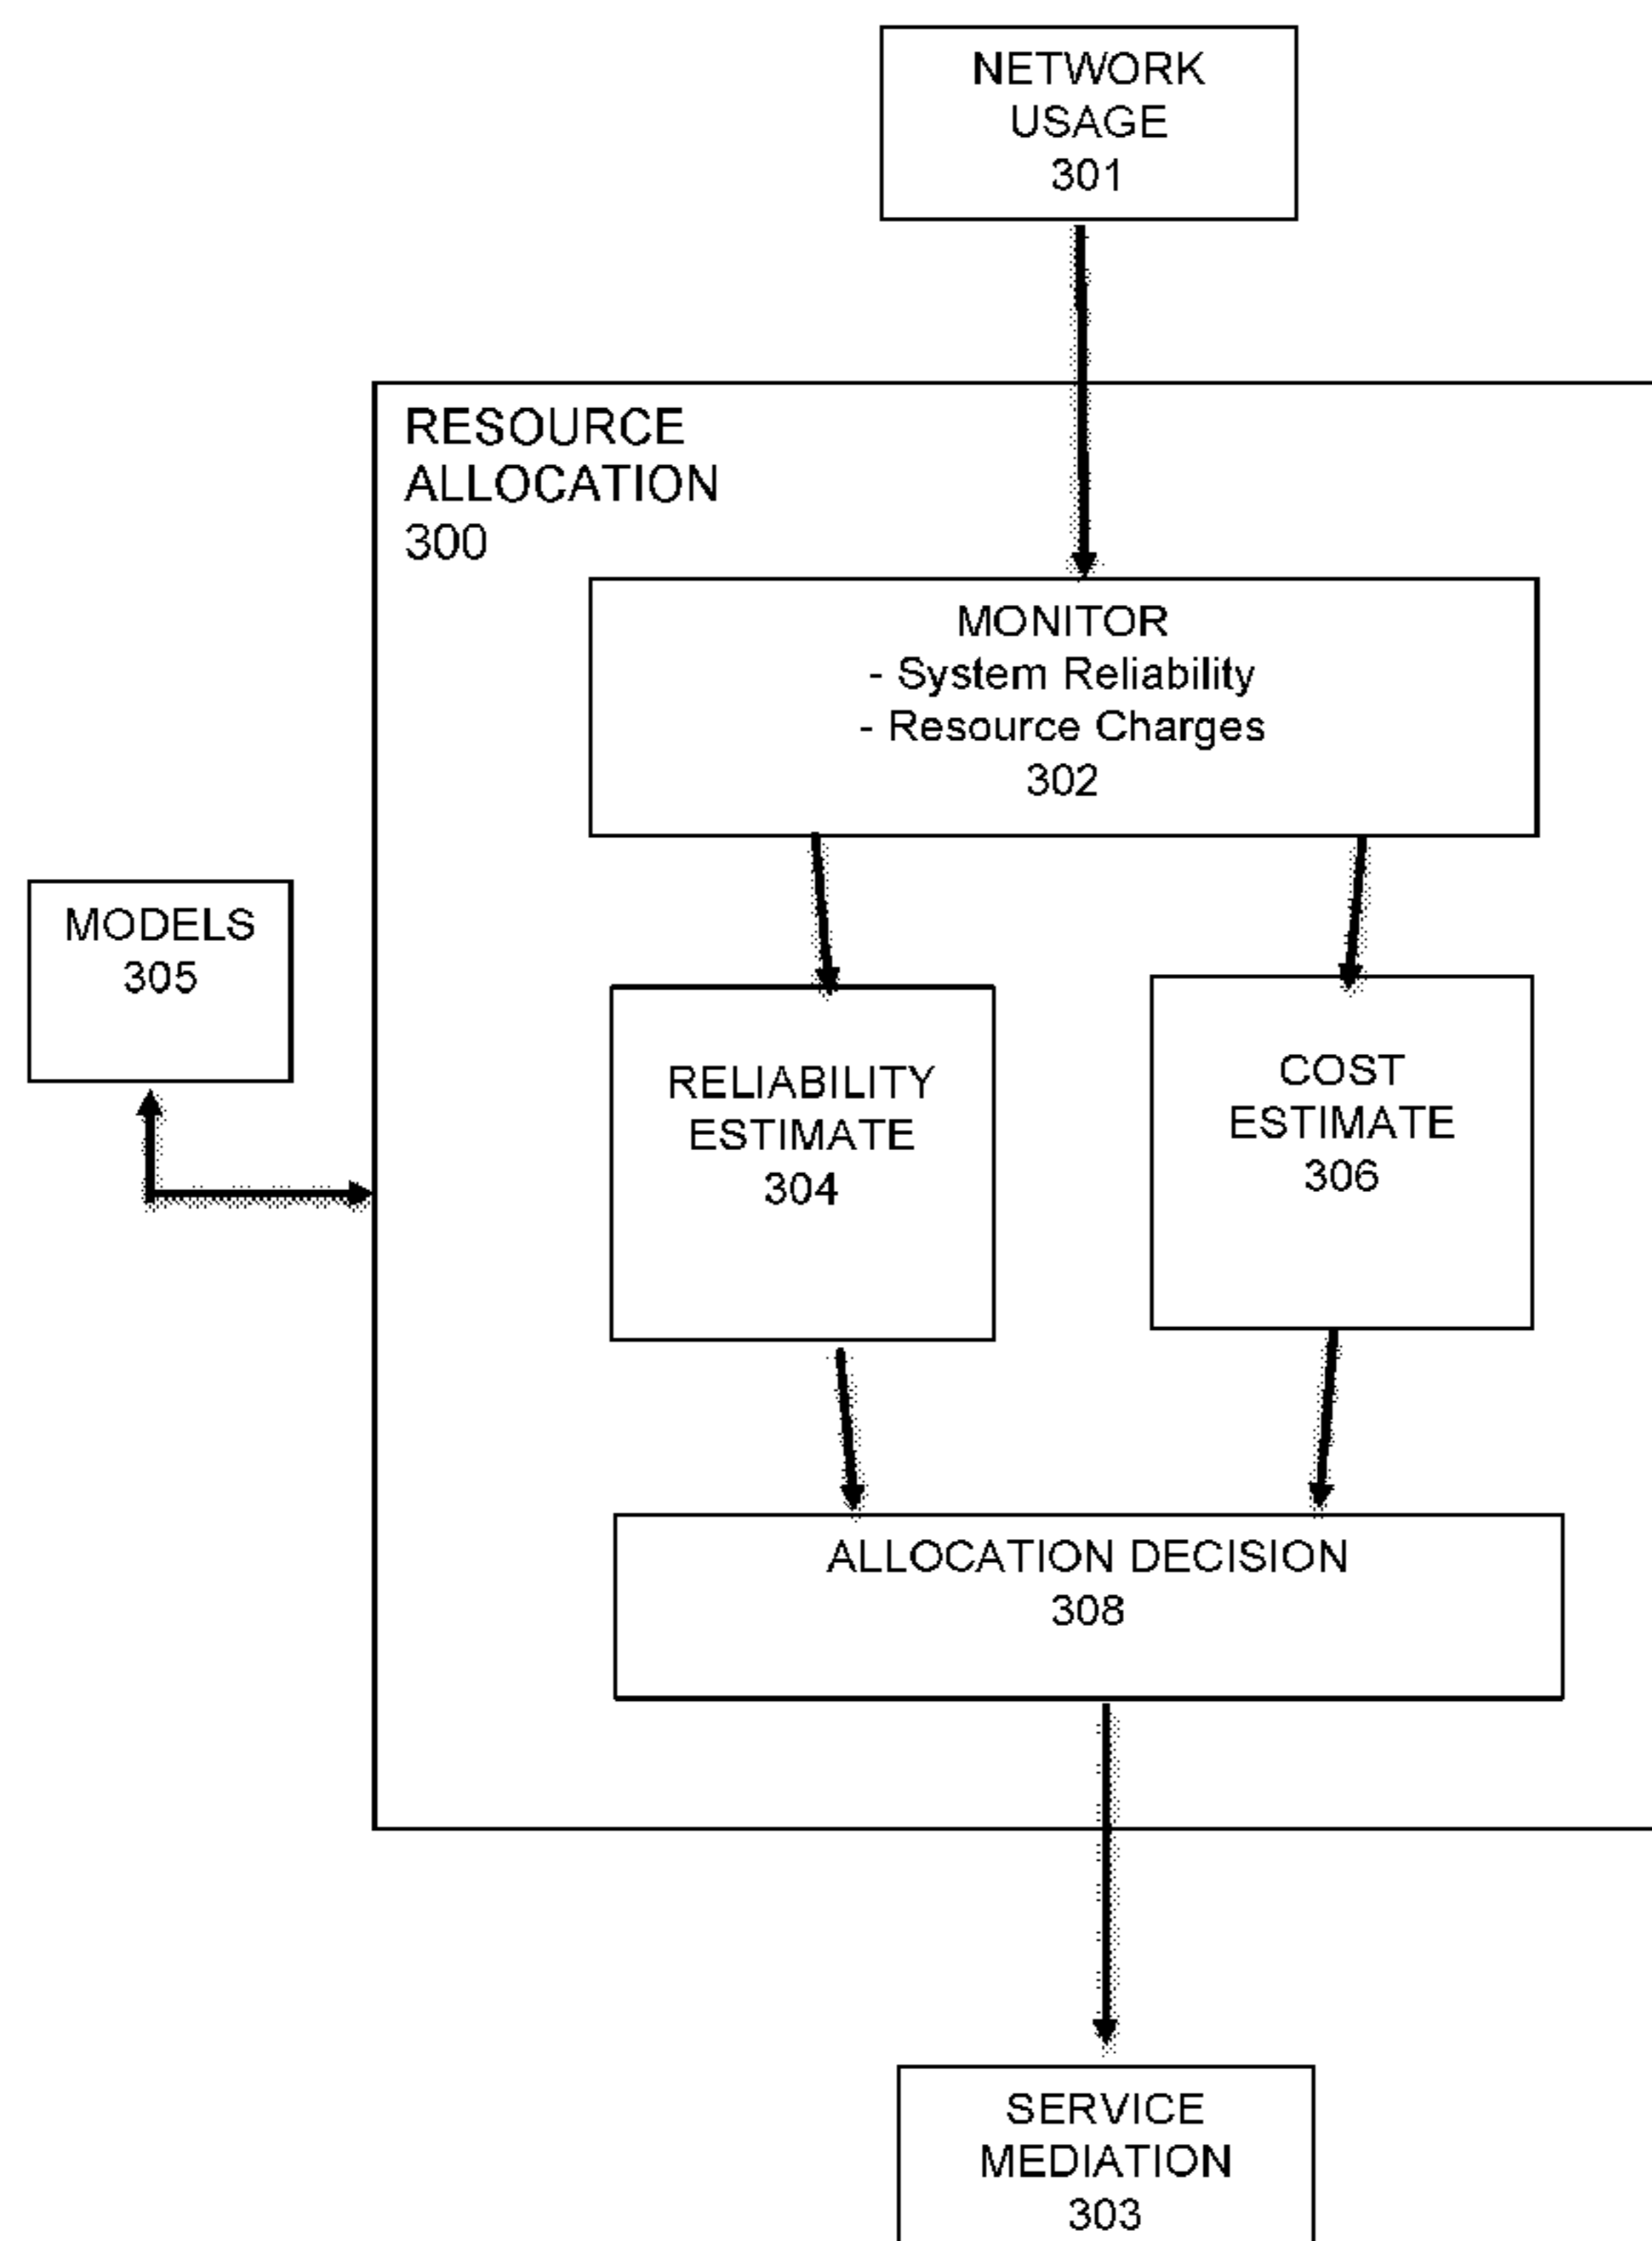 NETWORK
USAGE
301
RESOURCE
ALLOCATION
300
MONITOR
- System Reliability
- Resource Charges
302
MODELS
305
RELIABILITY
ESTIMATE
304
COST
ESTIMATE
306
ALLOCATION DECISION
308
SERVICE
MEDIATION
303